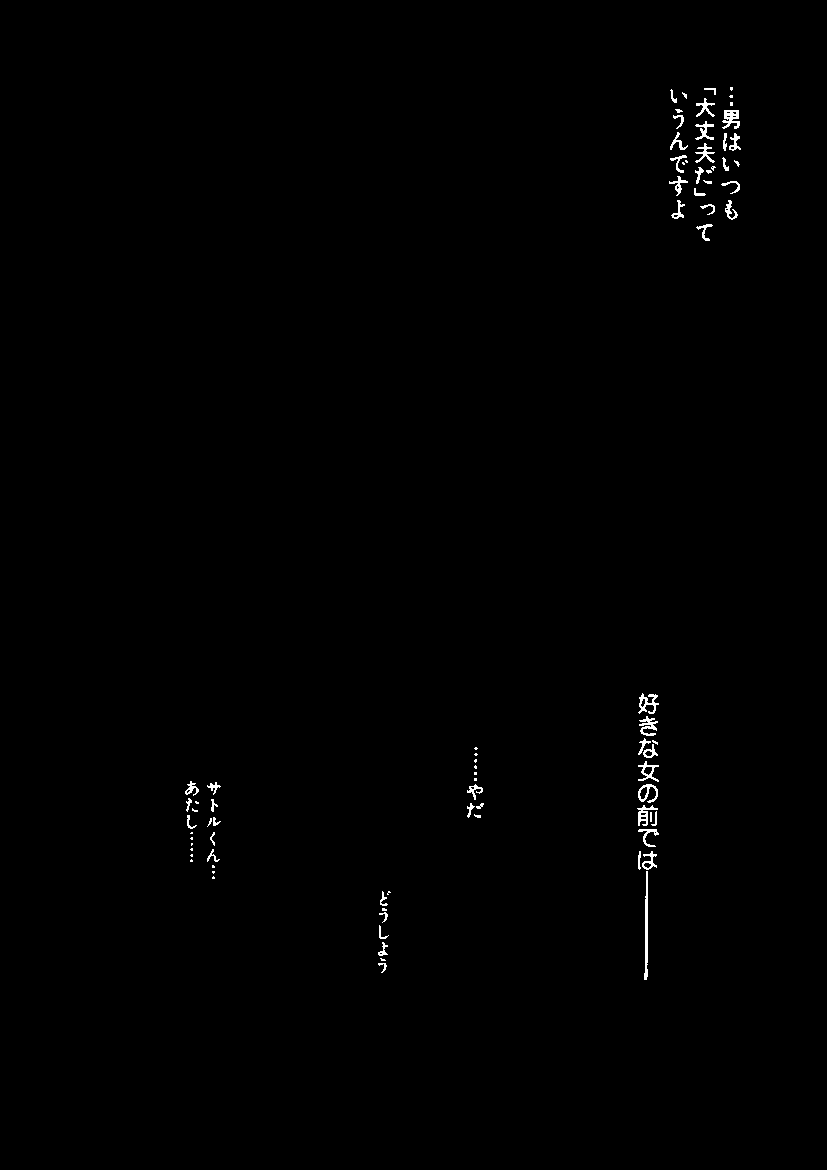 …男はいつも
「大丈夫だ」って
いうんですよ
好きな女の前では――
……やだ
どうしよう
サトルくん…
あたし……